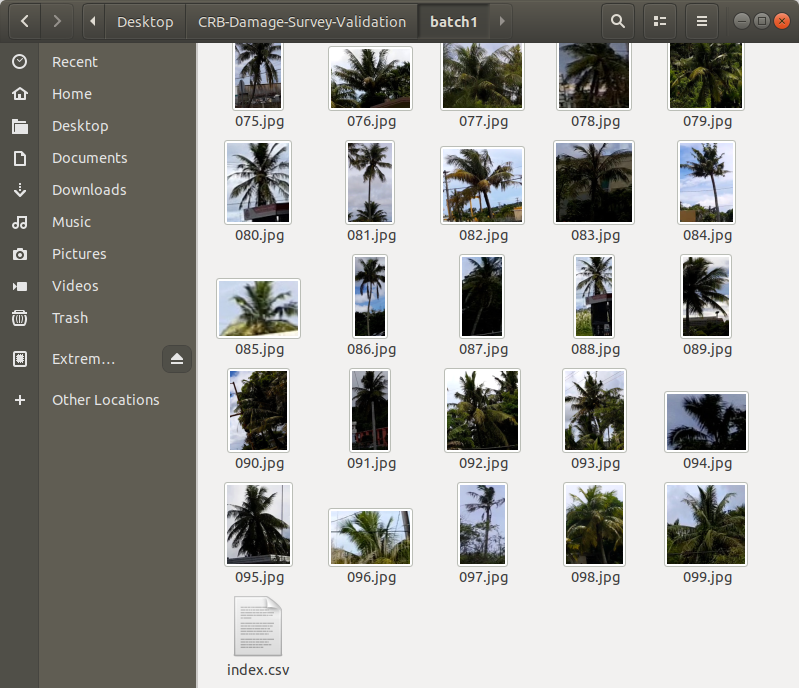 Desktop CRB-Damage-Survey-Validation batch1
Recent
Home
Desktop
Documents
Downloads
Music
Pictures
Videos
Trash
Extrem...
Other Locations
075.jpg 076.jpg 077.jpg 078.jpg 079.jpg
080.jpg 081.jpg 082.jpg 083.jpg 084.jpg
085.jpg 086.jpg 087.jpg 088.jpg 089.jpg
090.jpg 091.jpg 092.jpg 093.jpg 094.jpg
095.jpg 096.jpg 097.jpg 098.jpg 099.jpg
index.csv